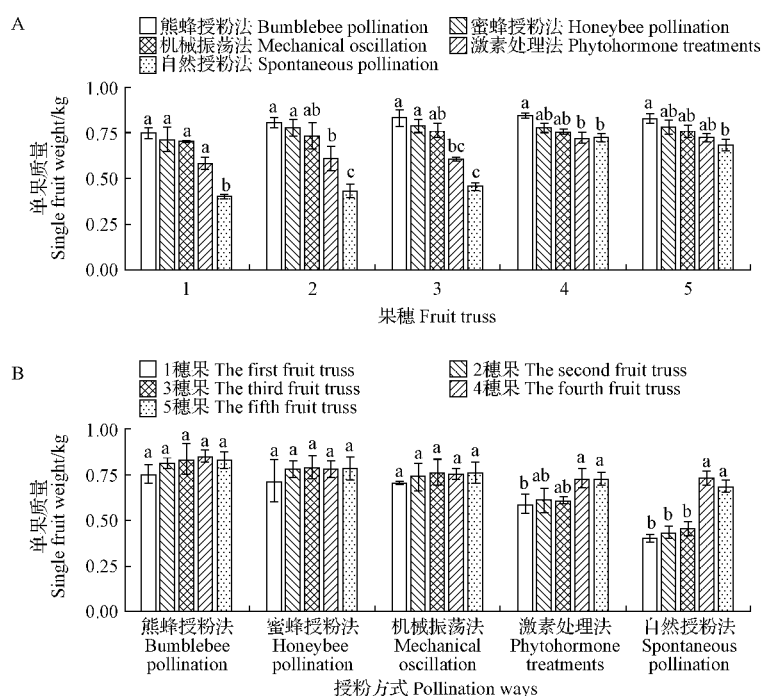 A
熊蜂授粉法 Bumblebee pollination 蜜蜂授粉法 Honeybee pollination
机械振荡法 Mechanical oscillation 激素处理法 Phytohormone treatments
自然授粉法 Spontaneous pollination
单果质量
Single fruit weight/kg
1.00
0.75
0.50
0.25
0.00
a a a a b
a a ab b c
a a ab bc c
a ab ab b b
a ab ab ab b
1 2 3 4 5
果穗 Fruit truss
B
1穗果 The first fruit truss 2穗果 The second fruit truss
3穗果 The third fruit truss 4穗果 The fourth fruit truss
5穗果 The fifth fruit truss
单果质量
Single fruit weight/kg
1.00
0.75
0.50
0.25
0.00
a a a a a
a a a a a
a a a a a
b ab ab a a
b b b a a
熊蜂授粉法 蜜蜂授粉法 机械振荡法 激素处理法 自然授粉法
Bumblebee Honeybee Mechanical Phytohormone Spontaneous
pollination pollination oscillation treatments pollination
授粉方式 Pollination ways